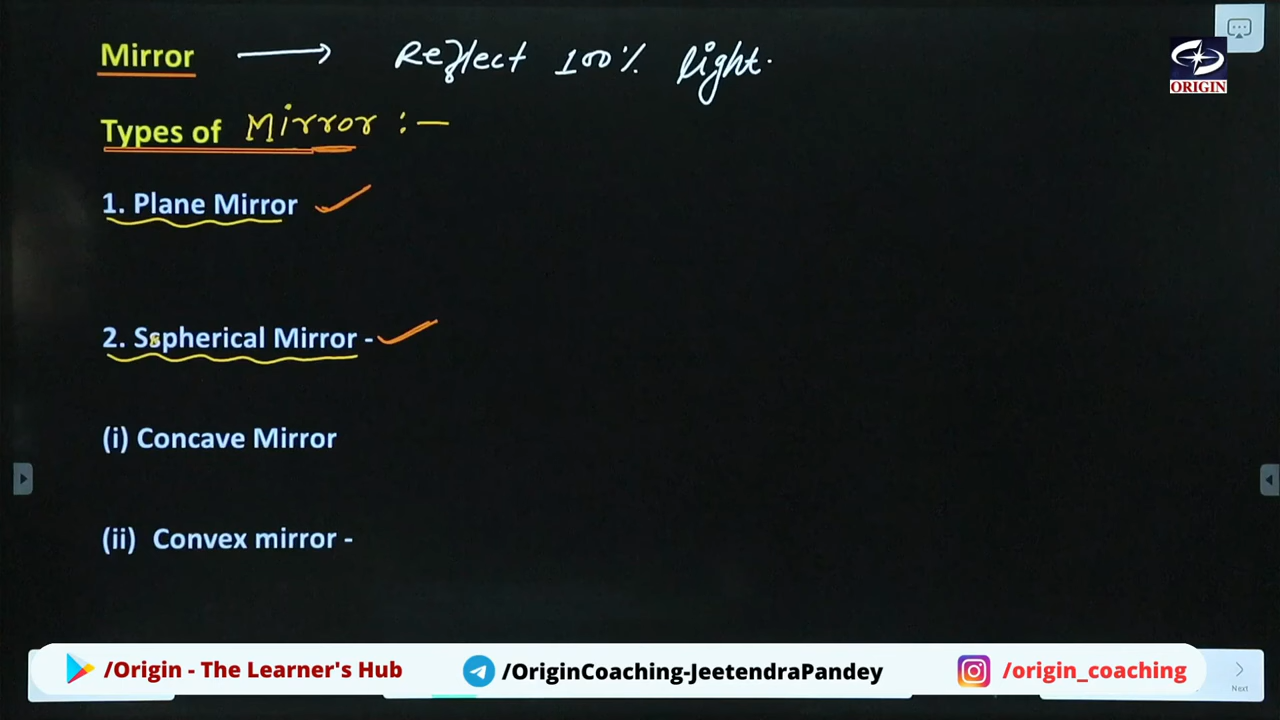 Mirror → Reflect 100% light.
ORIGIN
Types of Mirror :-
1. Plane Mirror
2. Sspherical Mirror -
(i) Concave Mirror
(ii) Convex mirror -
/Origin - The Learner's Hub
/OriginCoaching-JeetendraPandey
/origin_coaching
Next